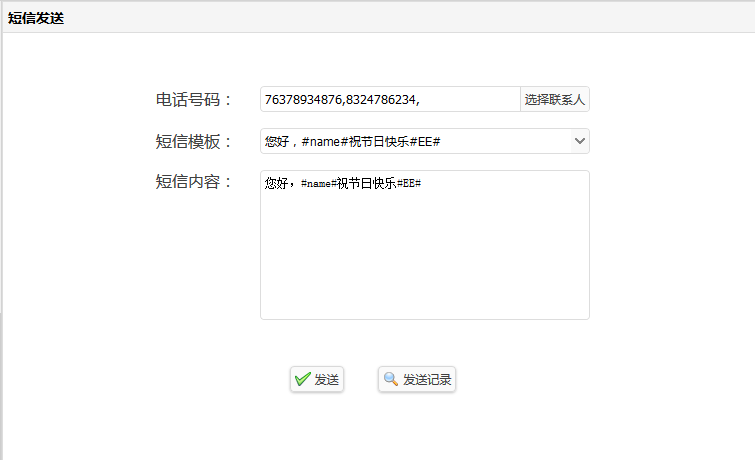 短信发送
电话号码： 76378934876,8324786234, 选择联系人
短信模板： 您好，#name#祝节日快乐#EE#
短信内容： 您好，#name#祝节日快乐#EE#
发送 发送记录